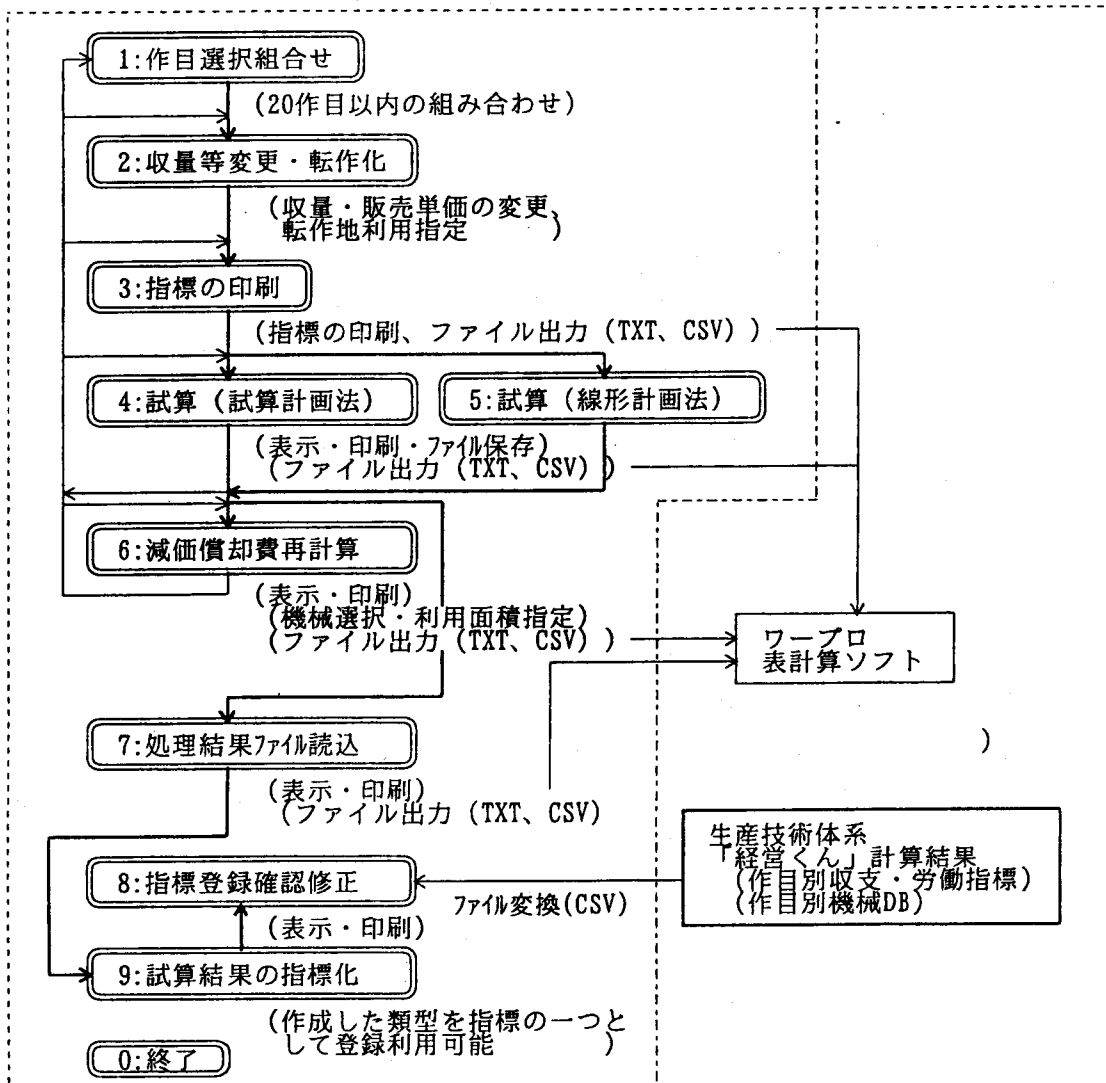 1:作目選択組合せ
(20作目以内の組み合わせ)
2:収量等変更・転作化
(収量・販売単価の変更、
転作地利用指定 )
3:指標の印刷
(指標の印刷、ファイル出力 (TXT、CSV) )
4:試算 (試算計画法)
5:試算 (線形計画法)
(表示・印刷・ファイル保存)
(ファイル出力 (TXT、CSV) )
6:減価償却費再計算
(表示・印刷)
(機械選択・利用面積指定)
(ファイル出力 (TXT、CSV) )
ワープロ
表計算ソフト
7:処理結果ファイル読込
)
(表示・印刷)
(ファイル出力 (TXT、CSV)
生産技術体系
「経営くん」計算結果
(作目別収支・労働指標)
(作目別機械DB)
8:指標登録確認修正
ファイル変換(CSV)
(表示・印刷)
9:試算結果の指標化
(作成した類型を指標の一つと
して登録利用可能 )
0:終了